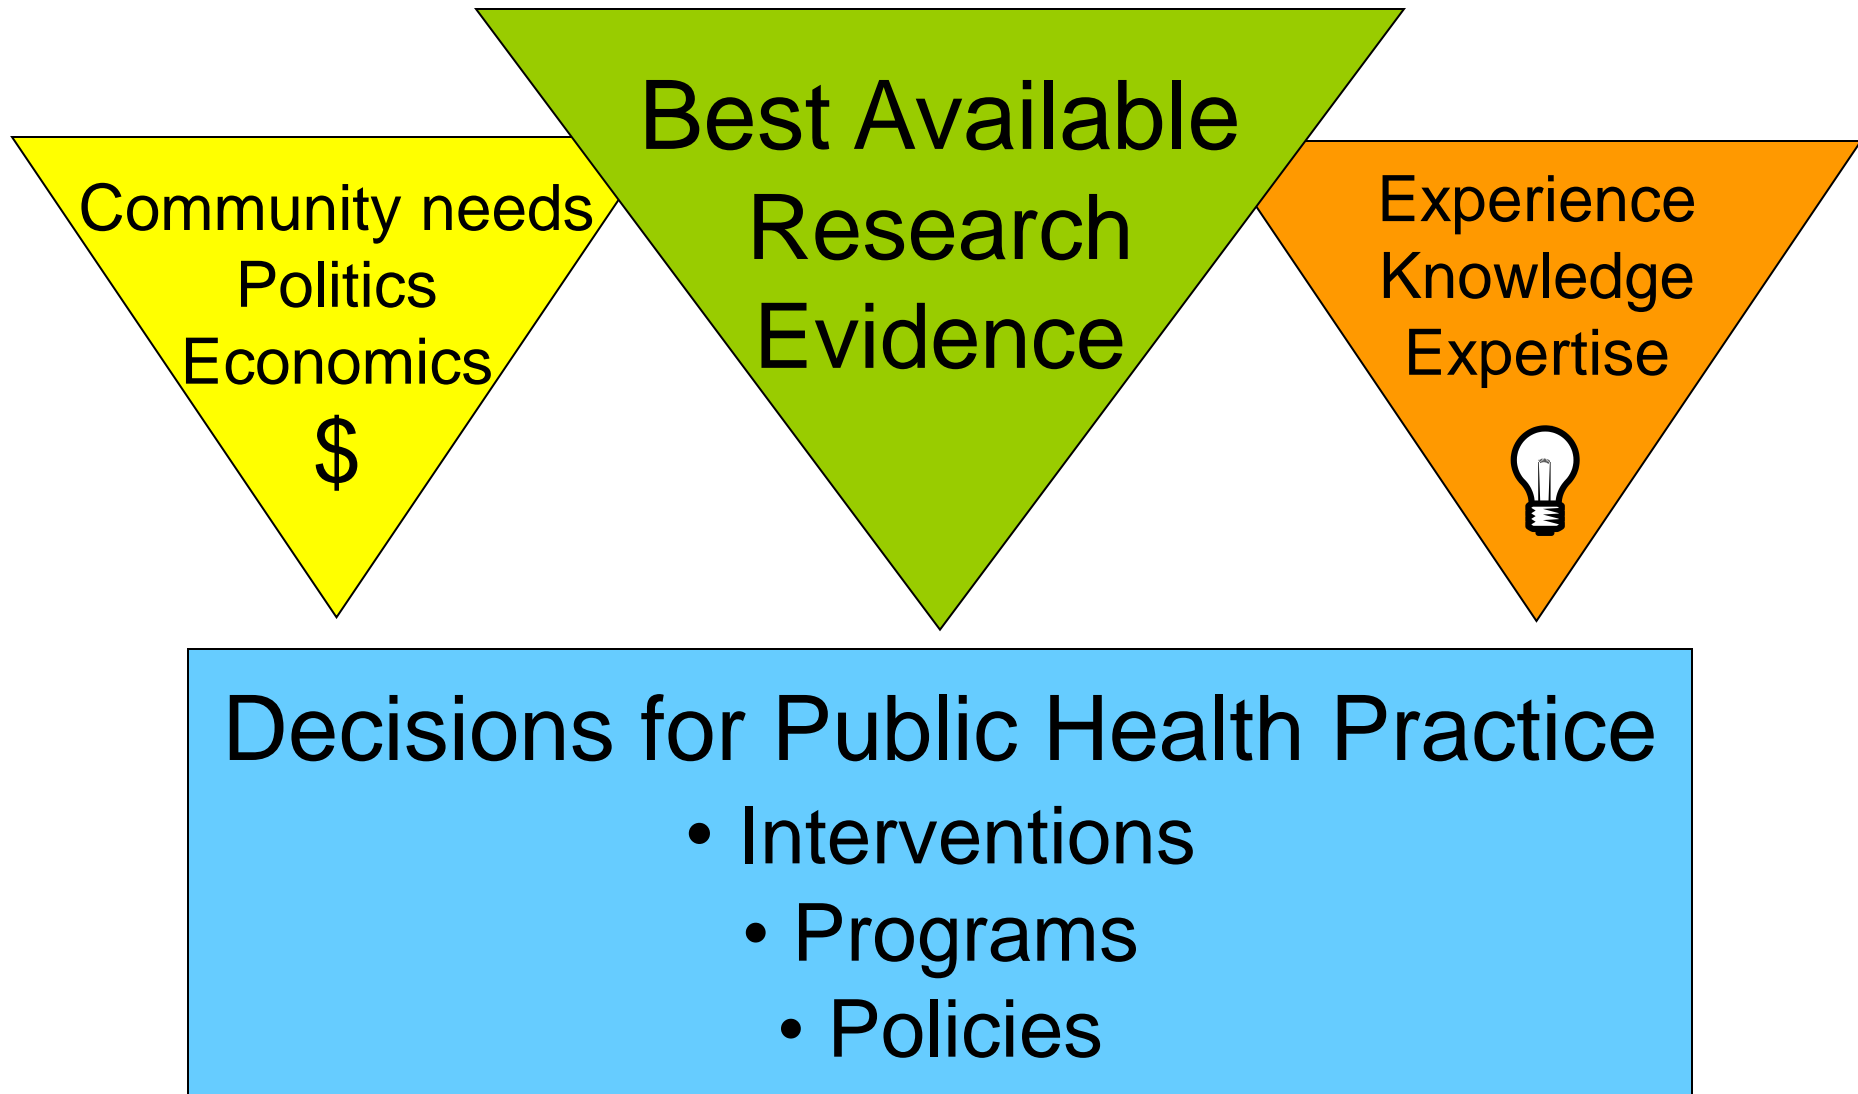 Community needs
Politics
Economics
$
Best Available
Research
Evidence
Experience
Knowledge
Expertise
Decisions for Public Health Practice
• Interventions
• Programs
• Policies